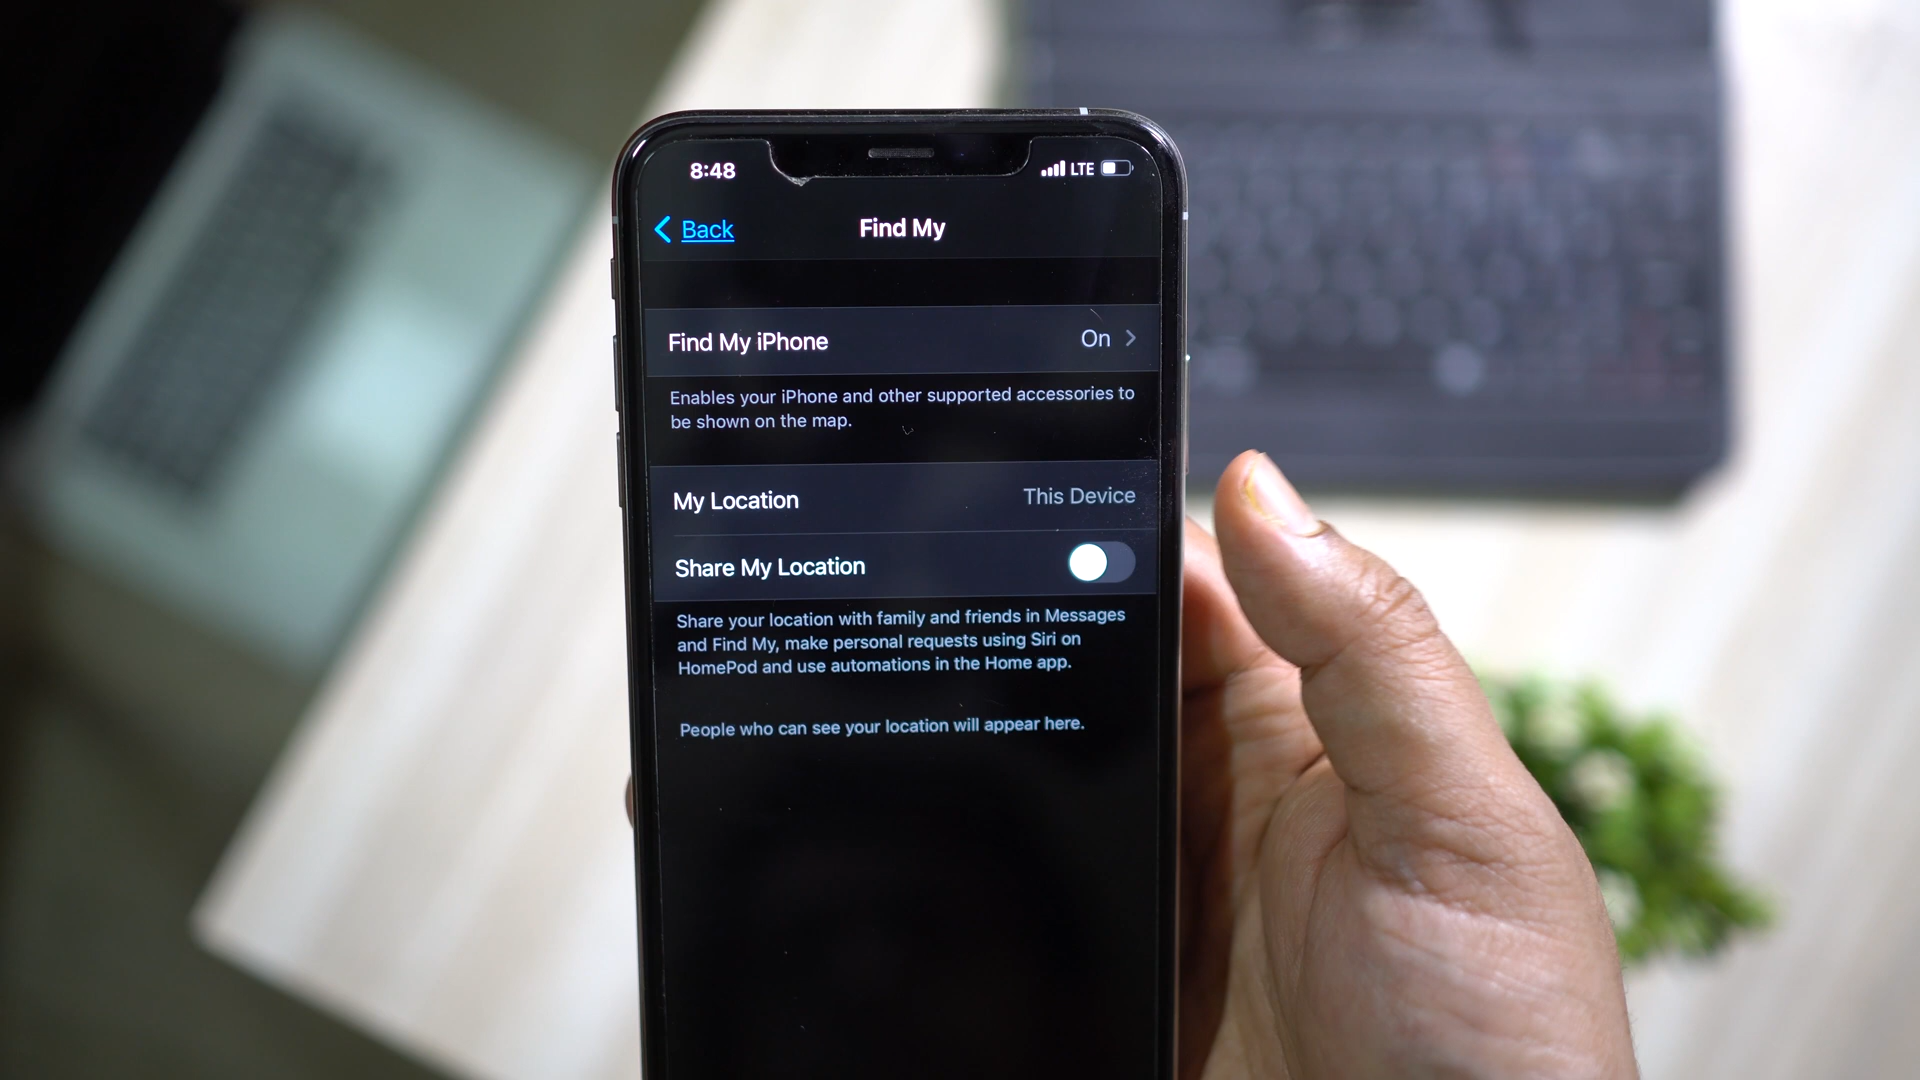 8:48 LTE
Back Find My
Find My iPhone On
Enables your iPhone and other supported accessories to
be shown on the map.
My Location This Device
Share My Location
Share your location with family and friends in Messages
and Find My, make personal requests using Siri on
HomePod and use automations in the Home app.
People who can see your location will appear here.